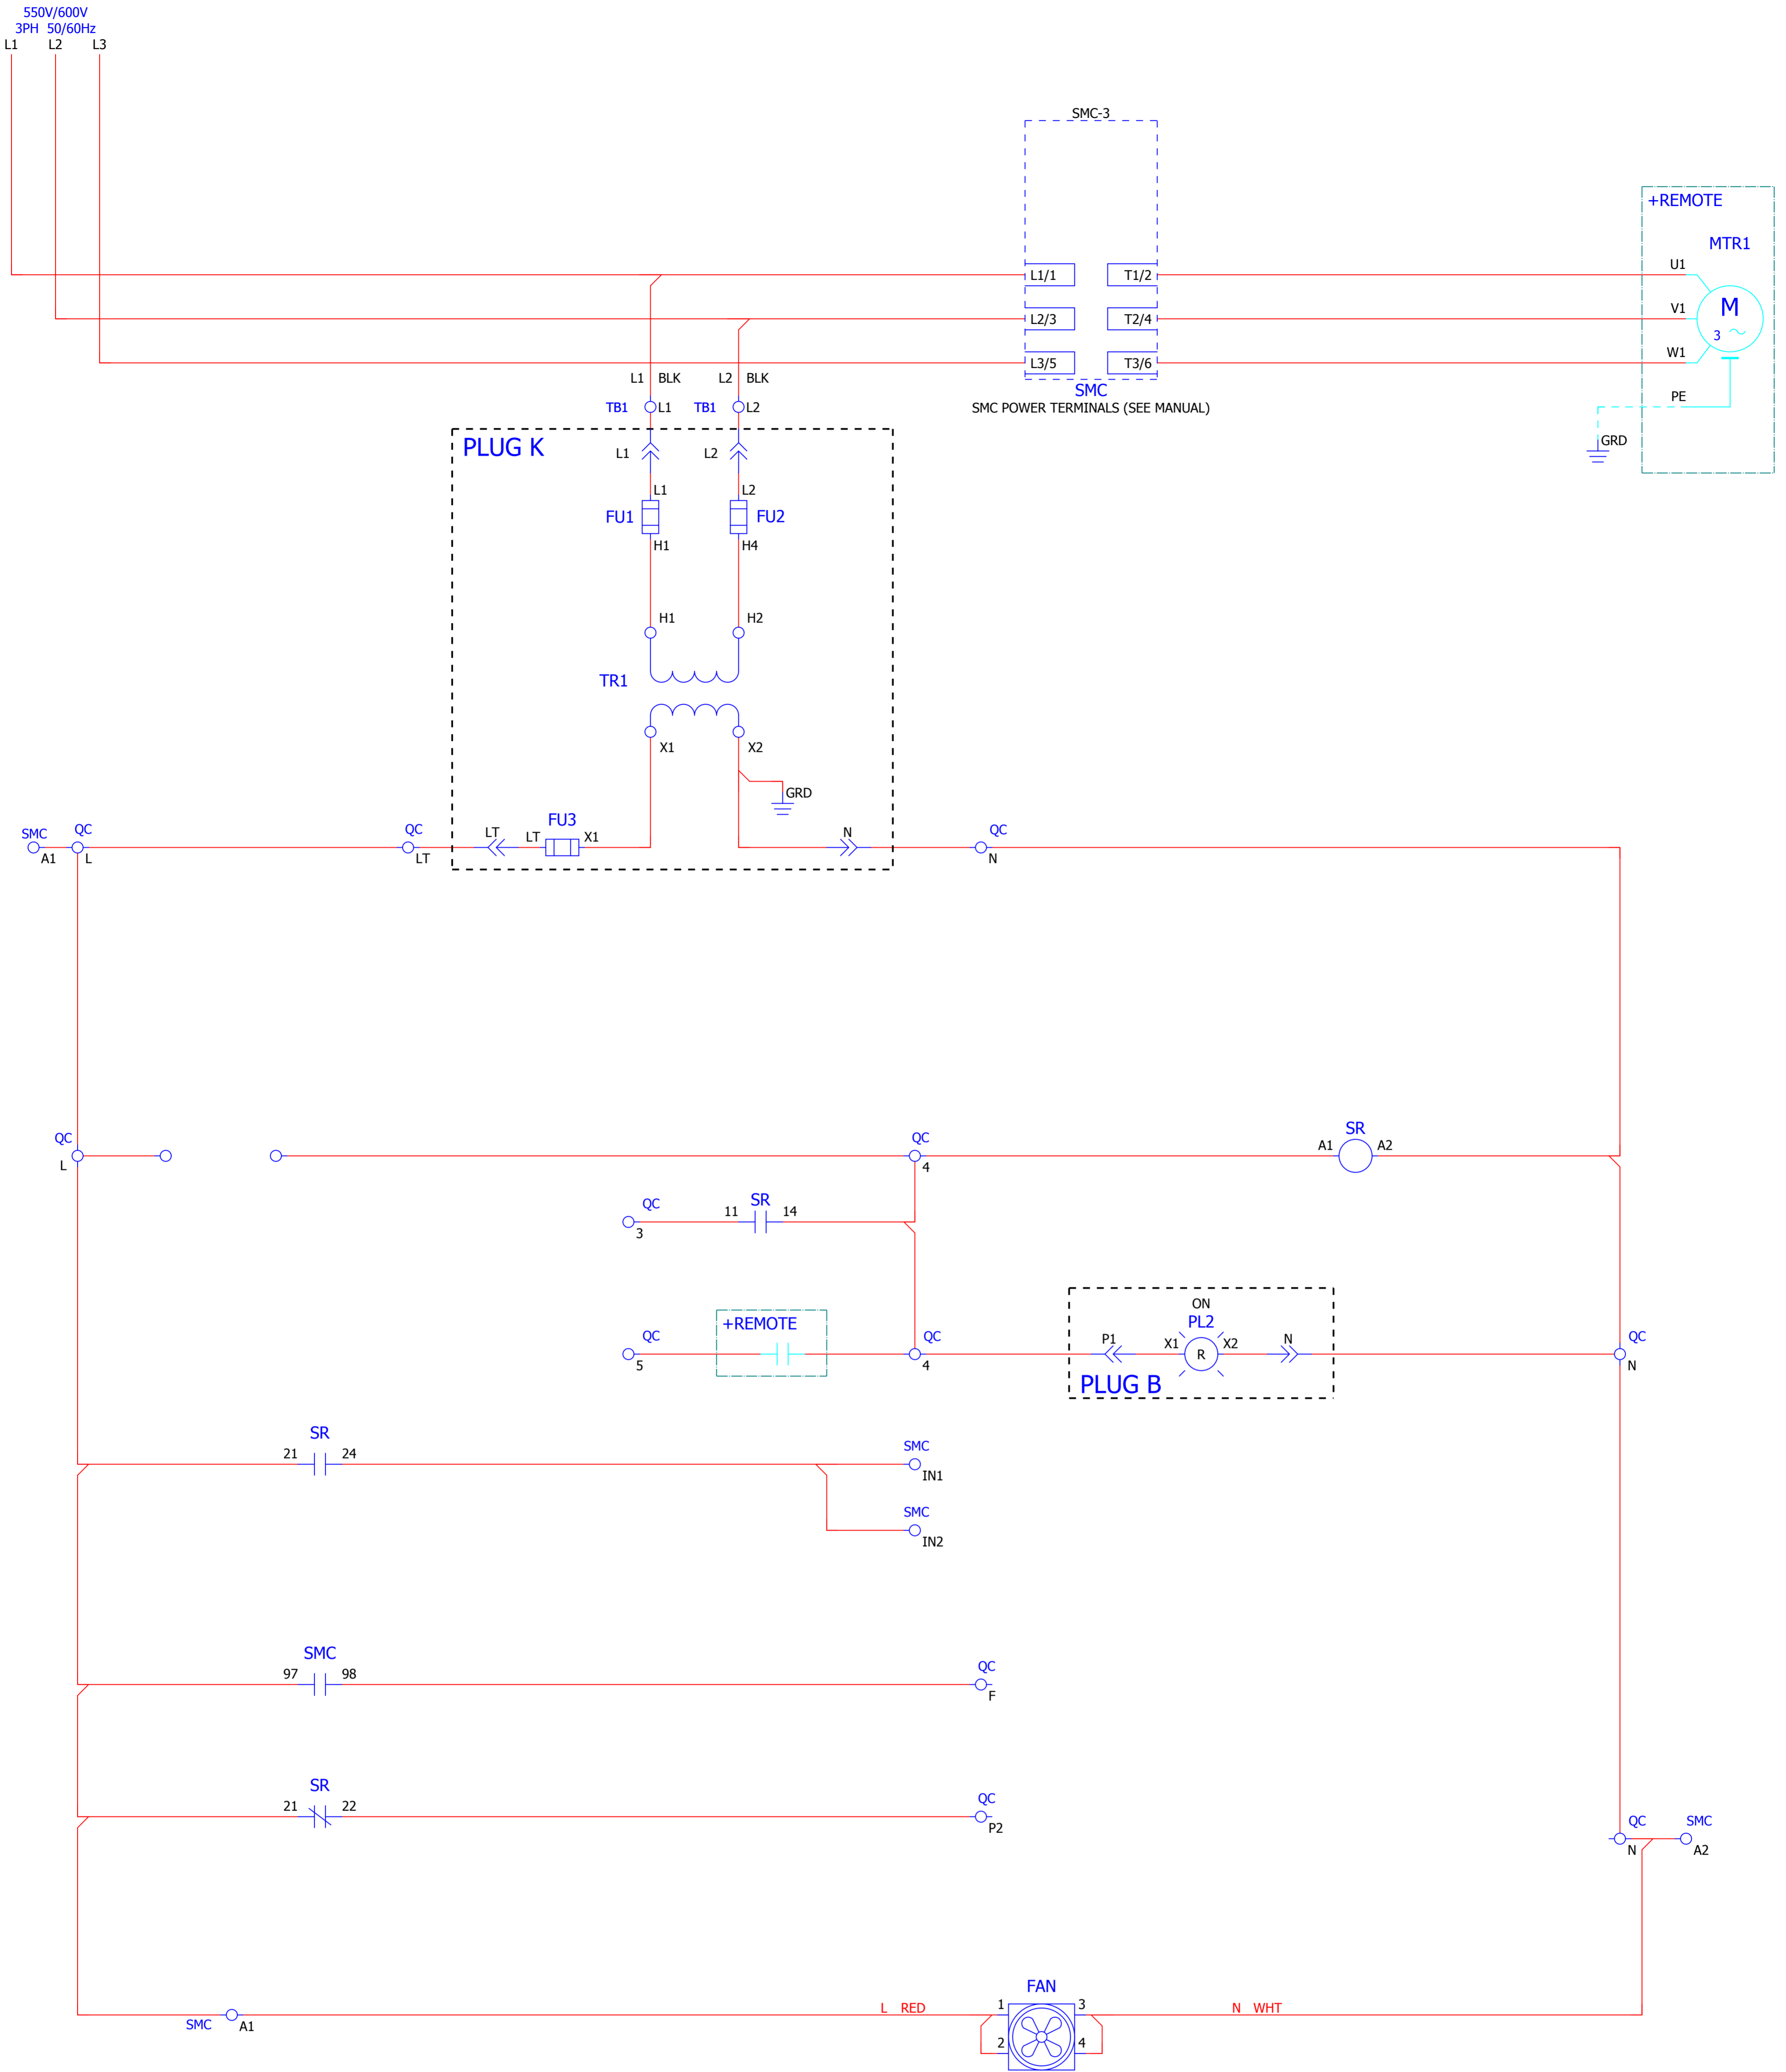 550V/600V
3PH 50/60Hz
L1 L2 L3
SMC-3
+REMOTE
MTR1
L1/1 T1/2 U1
M
L2/3 T2/4 V1
3
L3/5 T3/6 W1
L1 BLK L2 BLK
SMC
PE
TB1 L1 TB1 L2
SMC POWER TERMINALS (SEE MANUAL)
PLUG K
GRD
L1 L2
L1 L2
FU1 FU2
H1 H4
H1 H2
TR1
X1 X2
GRD
FU3
SMC QC QC LT LT X1 N QC
A1 L LT N
QC QC SR
A1 A2
L 4
QC SR
11 14
3
ON
+REMOTE PL2
QC QC P1 X1 X2 N QC
R
5 4 N
PLUG B
SR
21 24 SMC
IN1
SMC
IN2
SMC
97 98 QC
F
SR
21 22 QC
P2
QC SMC
N A2
FAN
L RED 1 3 N WHT
SMC A1
2 4